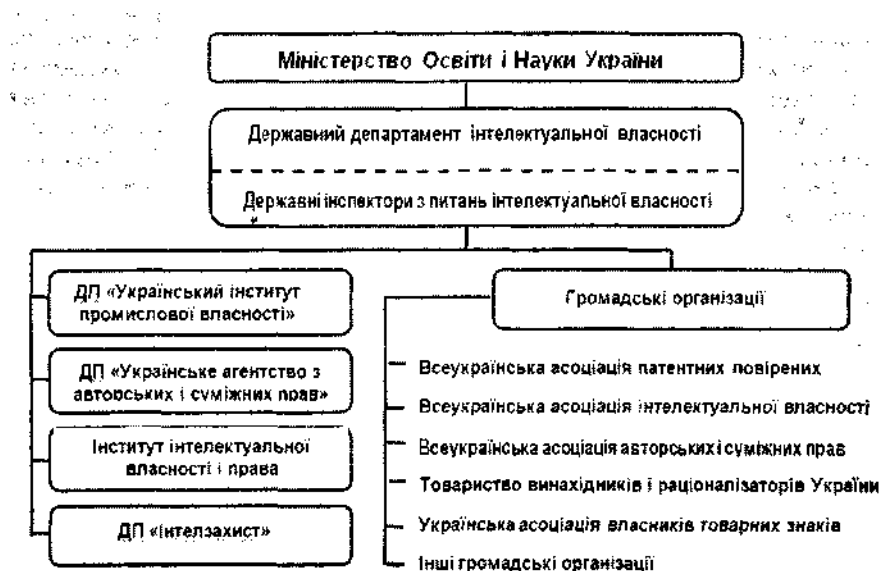 Міністерство Освіти і Науки України
Державний департамент інтелектуальної власності
Державні інспектори з питань інтелектуальної власності
ДП «Український інститут
промислової власності»
ДП «Українське агентство з
авторських і суміжних прав»
Інститут інтелектуальної
власності і права
ДП «Інтелзахист»
Громадські організації
Всеукраїнська асоціація патентних повірених
Всеукраїнська асоціація інтелектуальної власності
Всеукраїнська асоціація авторських і суміжних прав
Товариство винахідників і раціоналізаторів України
Українська асоціація власників товарних знаків
Інші громадські організації